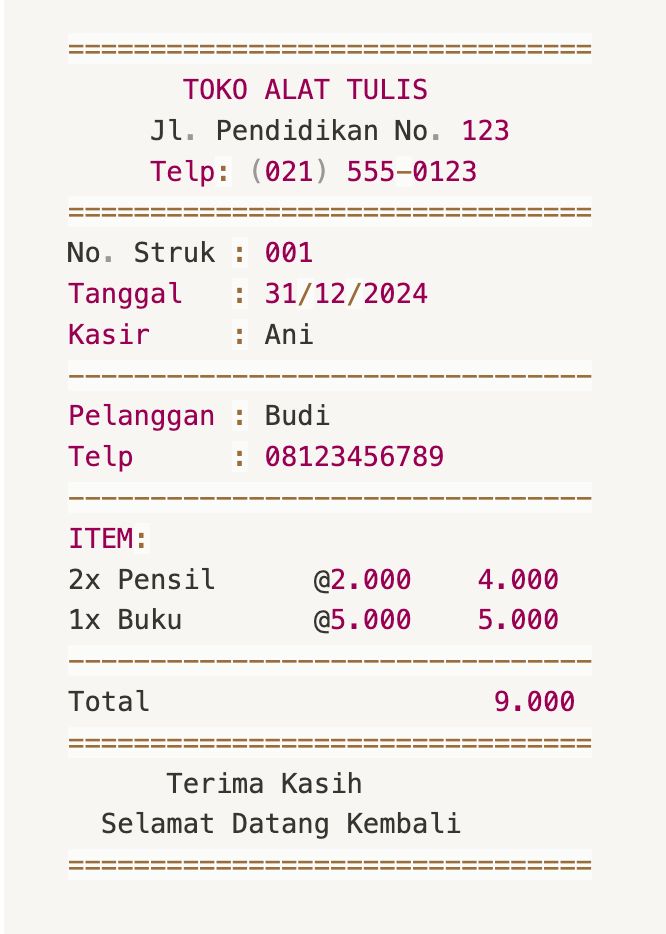 ================================
TOKO ALAT TULIS
Jl. Pendidikan No. 123
Telp: (021) 555-0123
================================
No. Struk : 001
Tanggal : 31/12/2024
Kasir : Ani
--------------------------------
Pelanggan : Budi
Telp : 08123456789
--------------------------------
ITEM:
2x Pensil @2.000 4.000
1x Buku @5.000 5.000
--------------------------------
Total 9.000
================================
Terima Kasih
Selamat Datang Kembali
================================